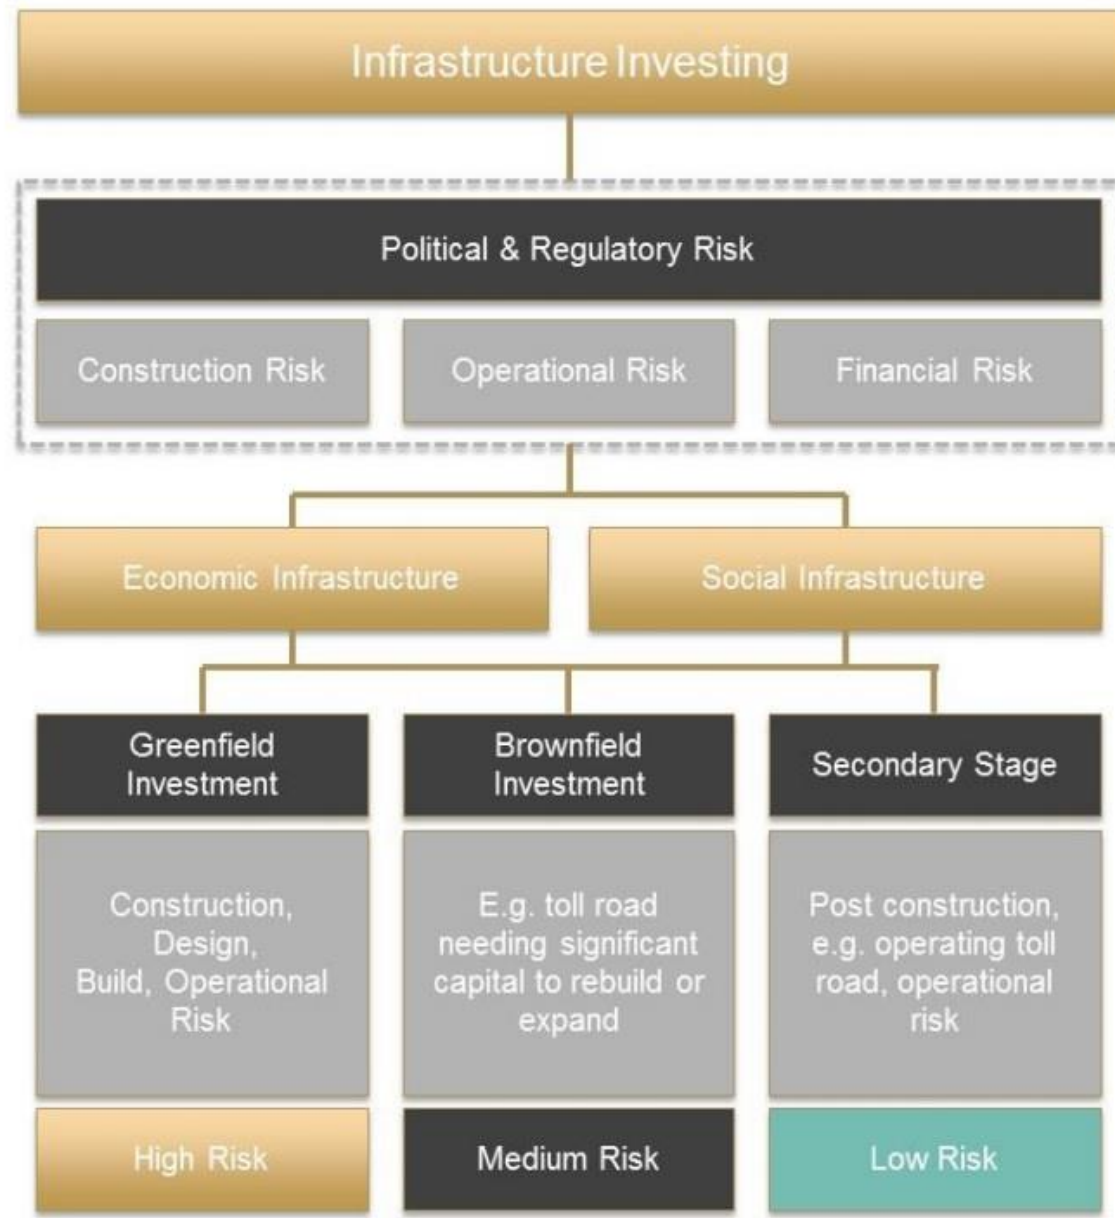 Infrastructure Investing
Political & Regulatory Risk
Construction Risk
Operational Risk
Financial Risk
Economic Infrastructure
Social Infrastructure
Greenfield
Investment
Brownfield
Investment
Secondary Stage
Construction,
Design,
Build, Operational
Risk
E.g. toll road
needing significant
capital to rebuild or
expand
Post construction,
e.g. operating toll
road, operational
risk
High Risk
Medium Risk
Low Risk